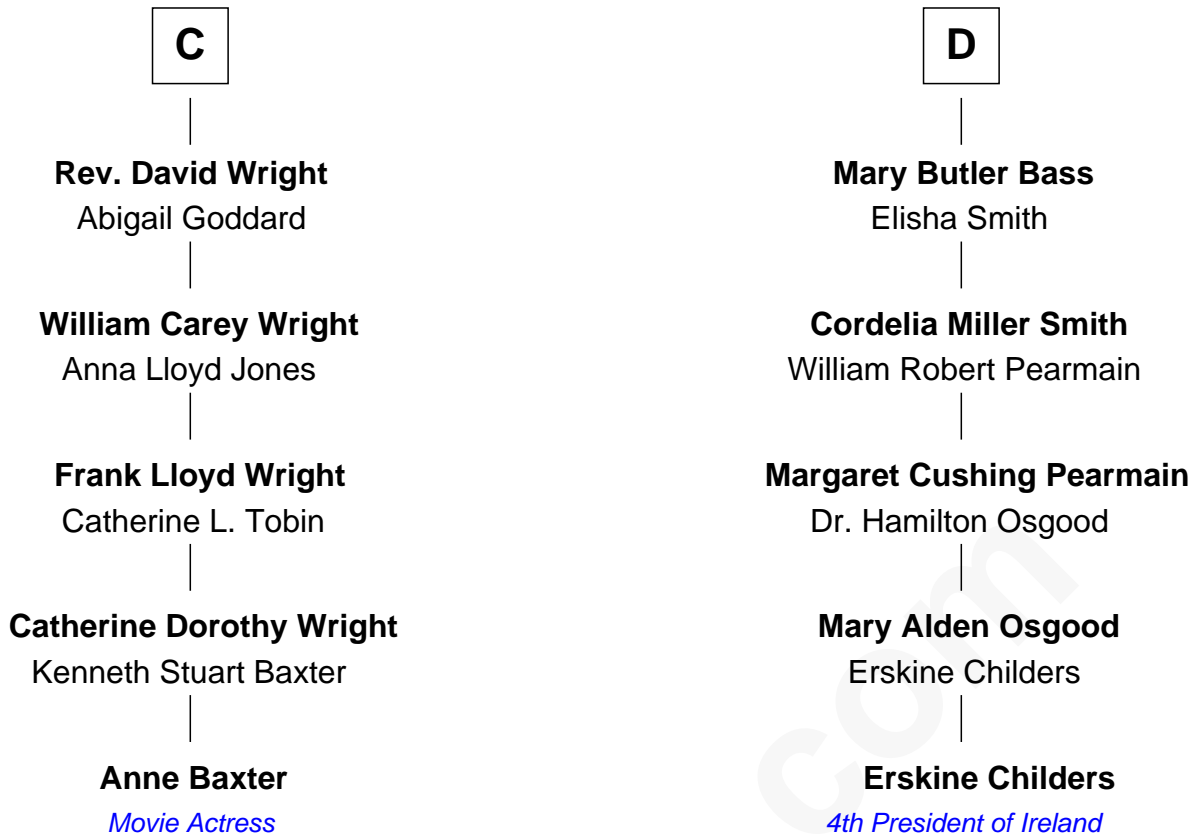 C
Rev. David Wright
Abigail Goddard
William Carey Wright
Anna Lloyd Jones
Frank Lloyd Wright
Catherine L. Tobin
Catherine Dorothy Wright
Kenneth Stuart Baxter
Anne Baxter
Movie Actress
D
Mary Butler Bass
Elisha Smith
Cordelia Miller Smith
William Robert Pearmain
Margaret Cushing Pearmain
Dr. Hamilton Osgood
Mary Alden Osgood
Erskine Childers
Erskine Childers
4th President of Ireland
com